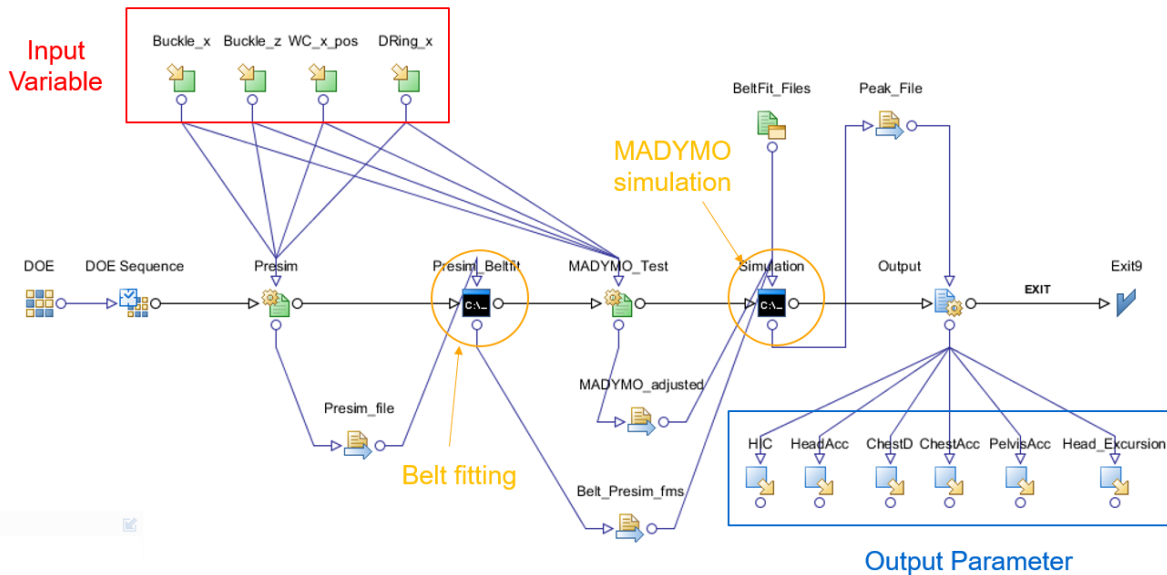 Input
Variable
Buckle_x
Buckle_z
WC_x_pos
DRing_x
BeltFit_Files
Peak_File
MADYMO
simulation
DOE
DOE Sequence
Presim
Presim_Beltfit
MADYMO_Test
Simulation
Output
Exit9
C:\_
C:\_
EXIT
Presim_file
MADYMO_adjusted
Belt fitting
Belt_Presim_fms
HIC
HeadAcc
ChestD
ChestAcc
PelvisAcc
Head_Excursion
Output Parameter